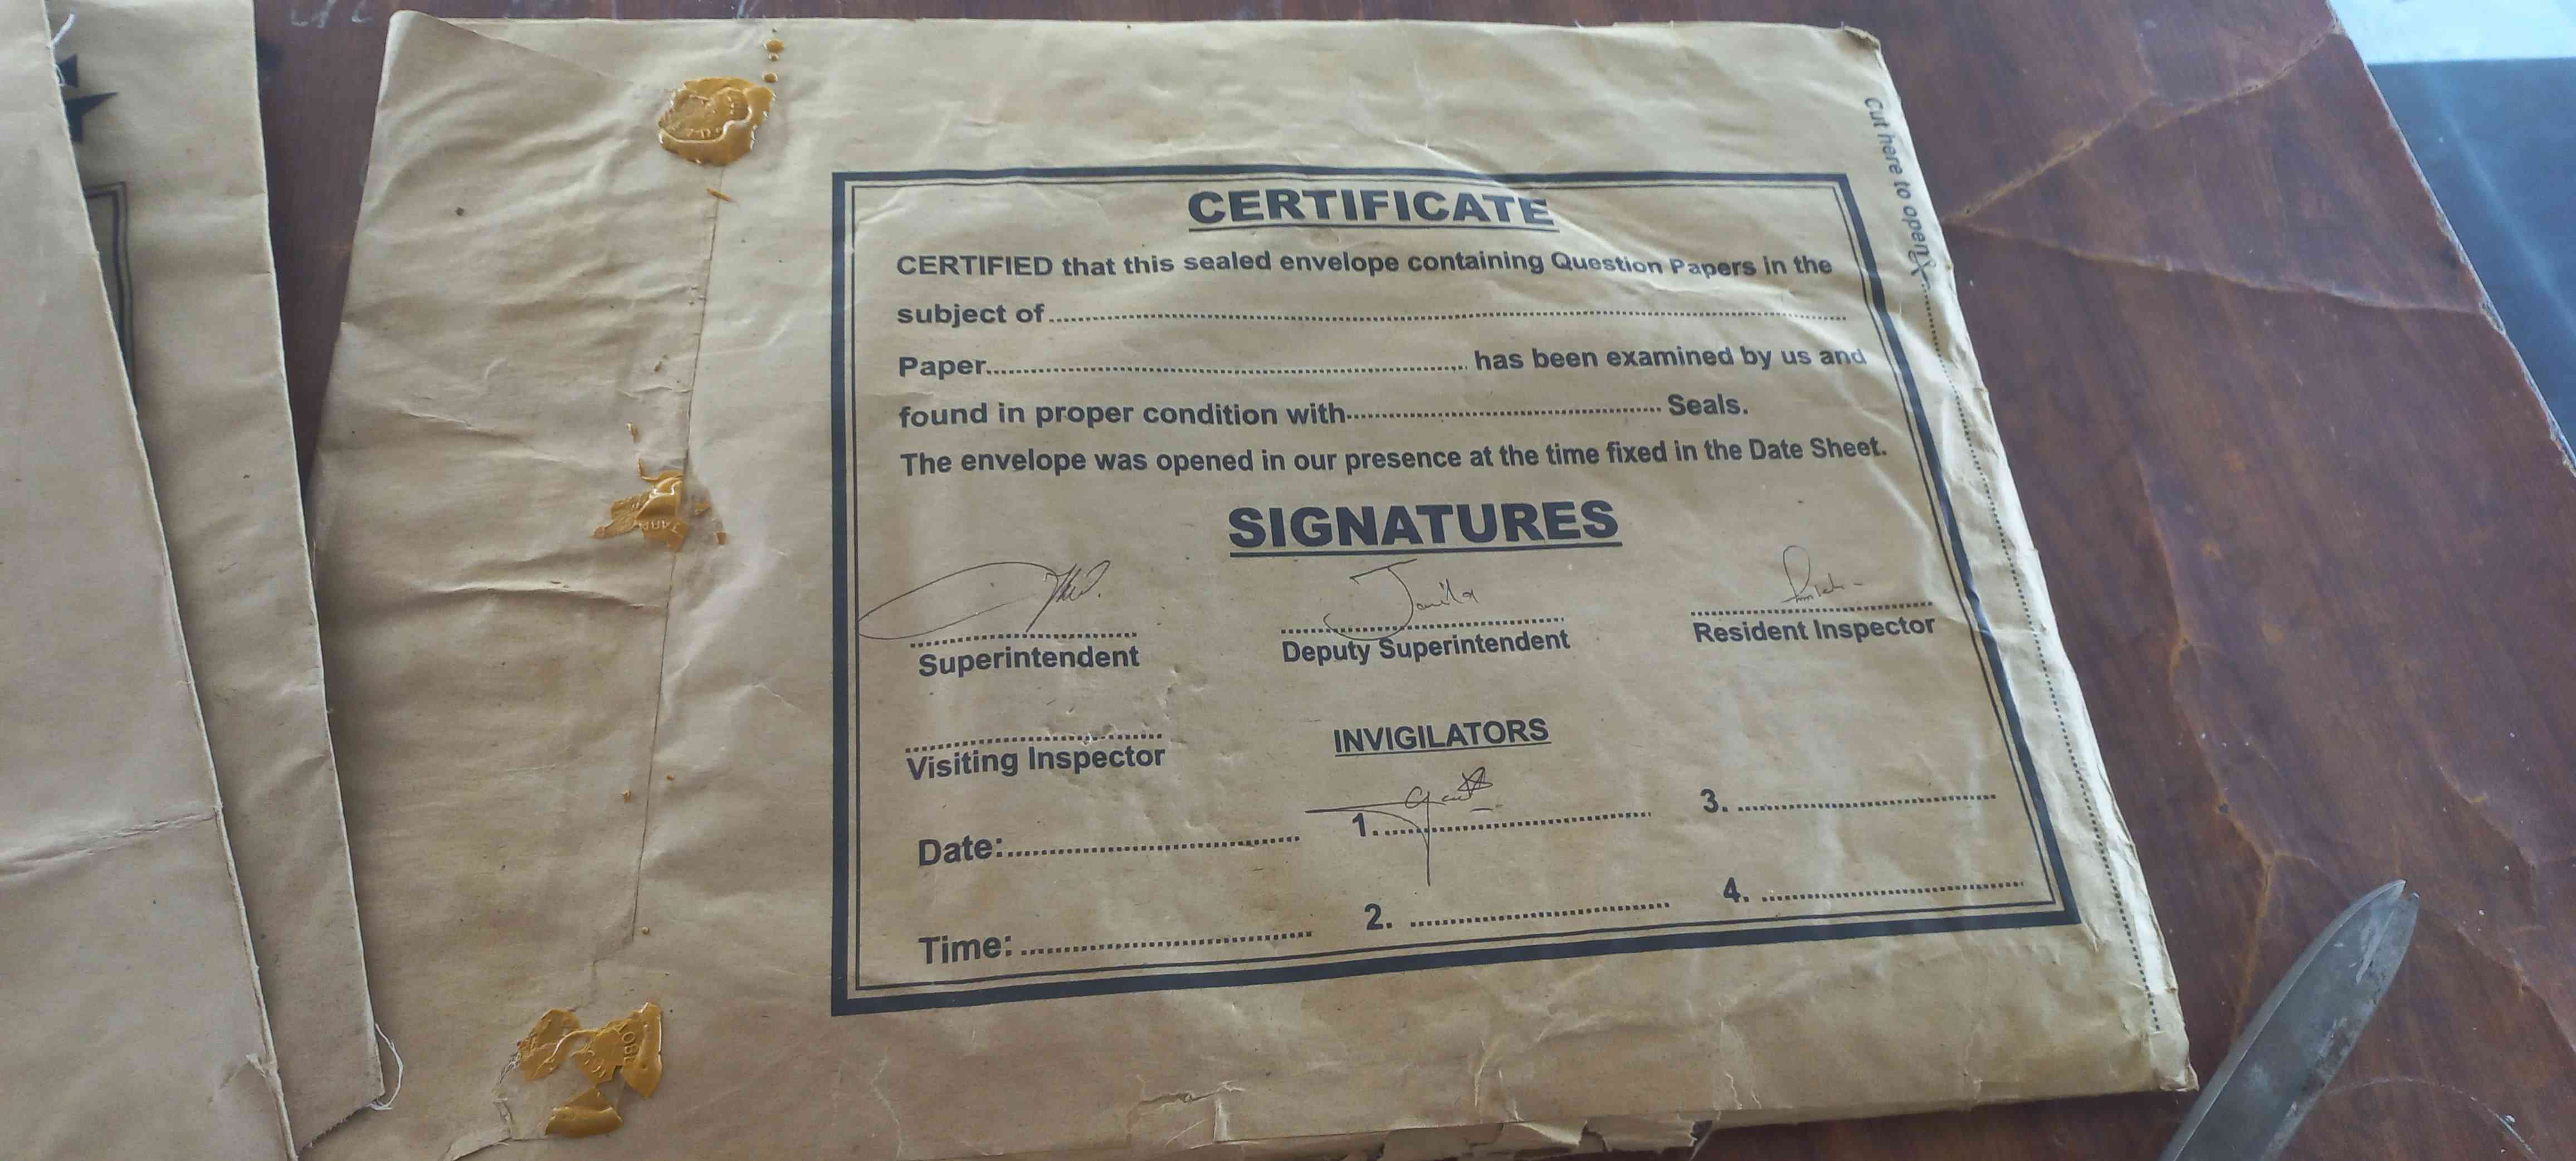 Cut here to open
CERTIFICATE
CERTIFIED that this sealed envelope containing Question Papers in the
subject of
Paper has been examined by us and
found in proper condition with Seals.
The envelope was opened in our presence at the time fixed in the Date Sheet.
SIGNATURES
Superintendent Deputy Superintendent Resident Inspector
Visiting Inspector
INVIGILATORS
Date: 1. 3.
Time: 2. 4.